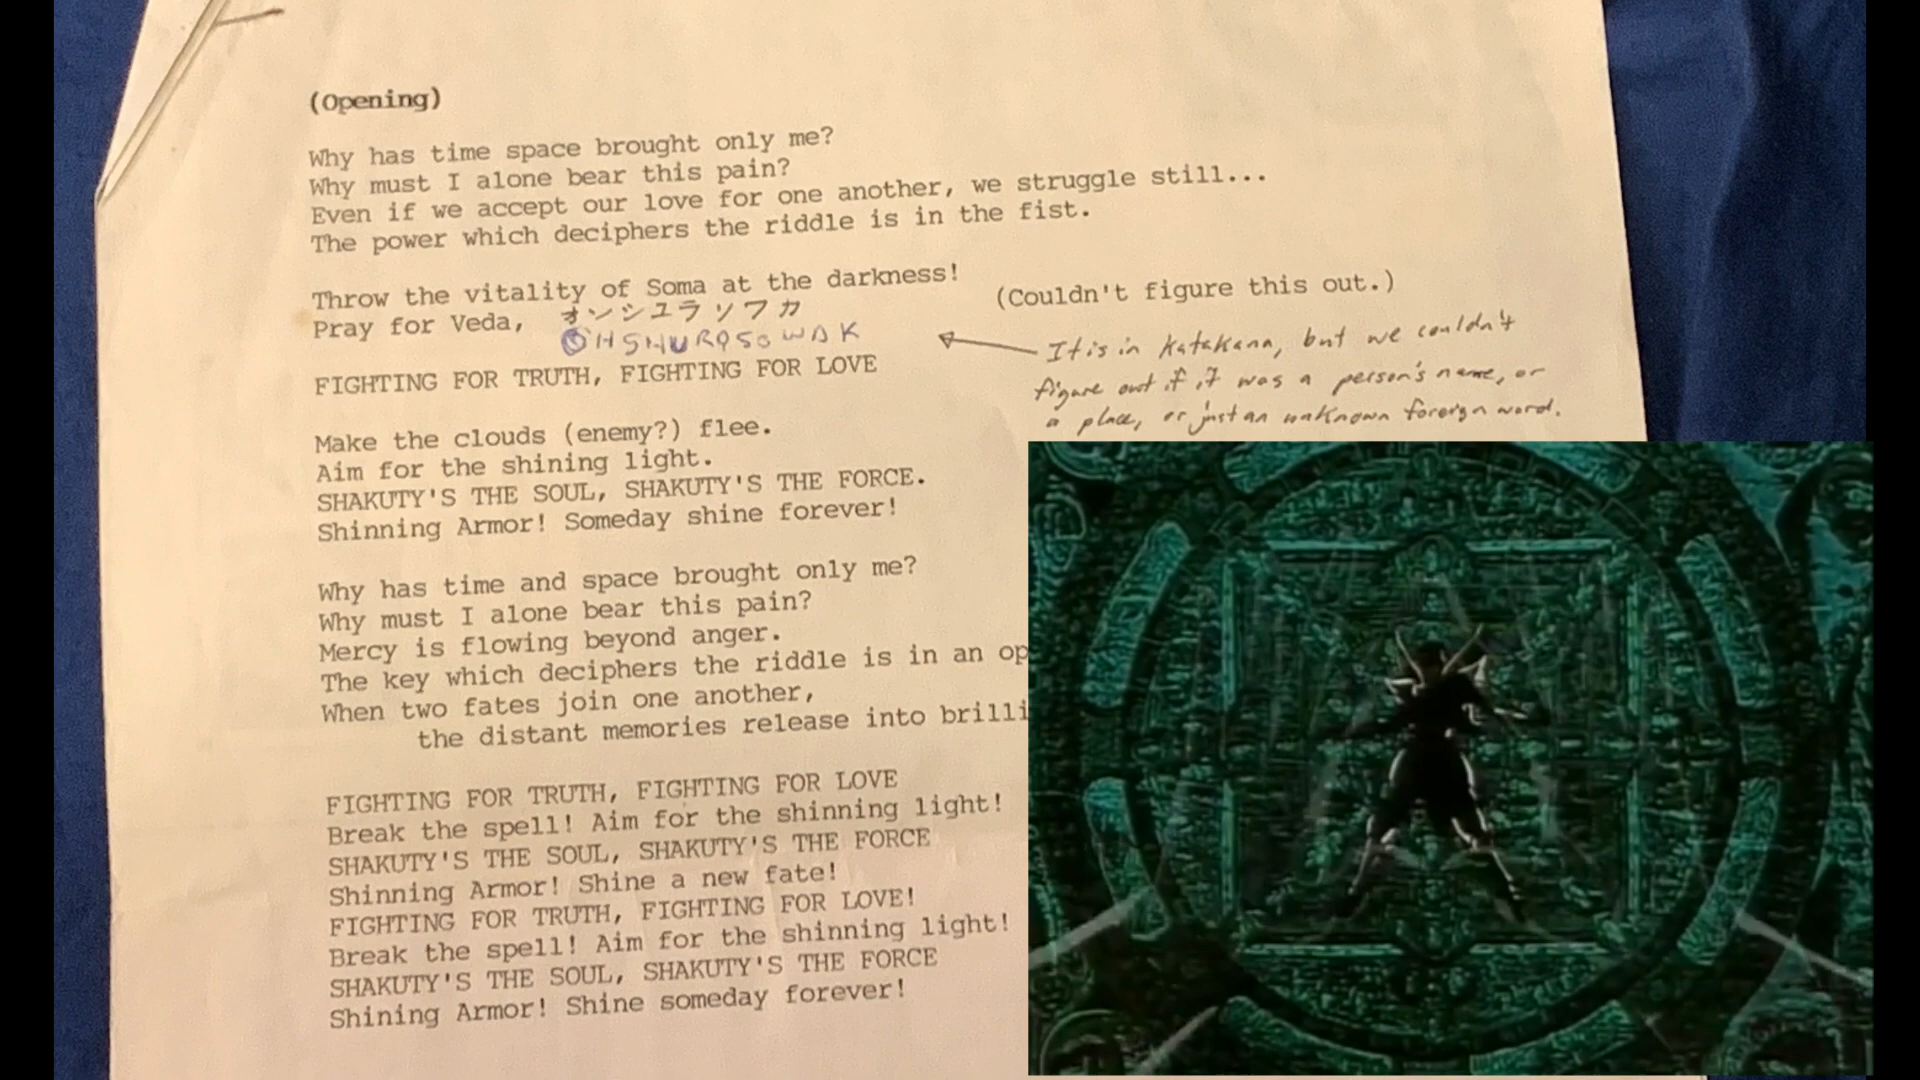 (Opening)
Why has time space brought only me?
Why must I alone bear this pain?
Even if we accept our love for one another, we struggle still...
The power which deciphers the riddle is in the fist.
Throw the vitality of Soma at the darkness!
オンシュラソワカ
(Couldn't figure this out.)
Pray for Veda,
OHSHURASOWAK
It is in Katakana, but we couldn't
figure out if it was a person's name, or
a place, or just an unknown foreign word.
FIGHTING FOR TRUTH, FIGHTING FOR LOVE
Make the clouds (enemy?) flee.
Aim for the shining light.
SHAKUTY'S THE SOUL, SHAKUTY'S THE FORCE.
Shinning Armor! Someday shine forever!
Why has time and space brought only me?
Why must I alone bear this pain?
Mercy is flowing beyond anger.
The key which deciphers the riddle is in an op
When two fates join one another,
the distant memories release into brilli
FIGHTING FOR TRUTH, FIGHTING FOR LOVE
Break the spell! Aim for the shinning light!
SHAKUTY'S THE SOUL, SHAKUTY'S THE FORCE
Shinning Armor! Shine a new fate!
FIGHTING FOR TRUTH, FIGHTING FOR LOVE!
Break the spell! Aim for the shinning light!
SHAKUTY'S THE SOUL, SHAKUTY'S THE FORCE
Shining Armor! Shine someday forever!